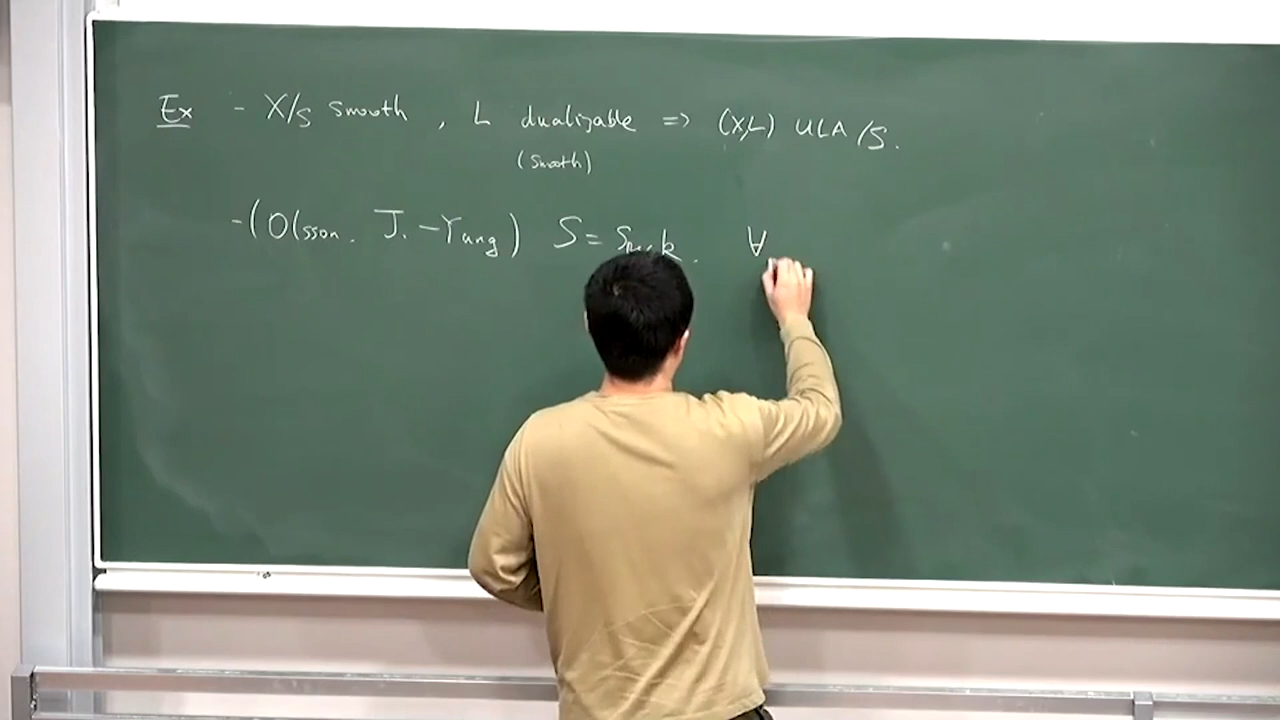 Ex - X/S smooth , L dualizable => (X,L) ULA /S.
(smooth)
- (Olsson. J. -Yang) S = Spec k. ∀